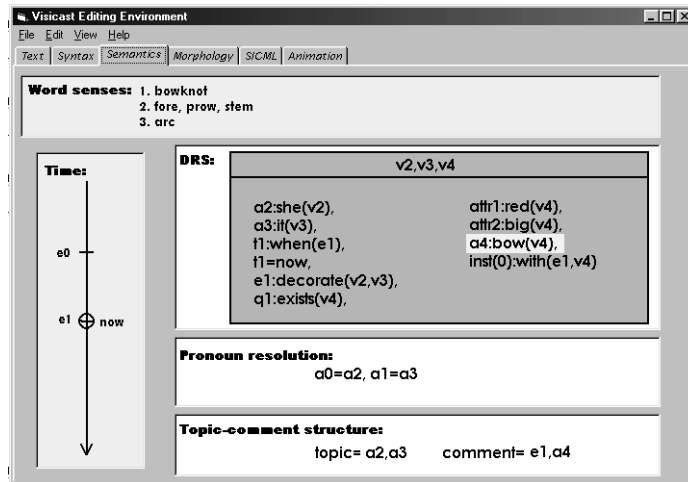 Visicast Editing Environment
File Edit View Help
Text Syntax Semantics Morphology SICML Animation
Word senses: 1. bowknot
2. fore, prow, stem
3. arc
Time:
e0
e1 now
DRS:
v2,v3,v4
a2:she(v2), attr1:red(v4),
a3:it(v3), attr2:big(v4),
t1:when(e1), a4:bow(v4),
t1=now, inst(0):with(e1,v4)
e1:decorate(v2,v3),
q1:exists(v4),
Pronoun resolution:
a0=a2, a1=a3
Topic-comment structure:
topic= a2,a3 comment= e1,a4